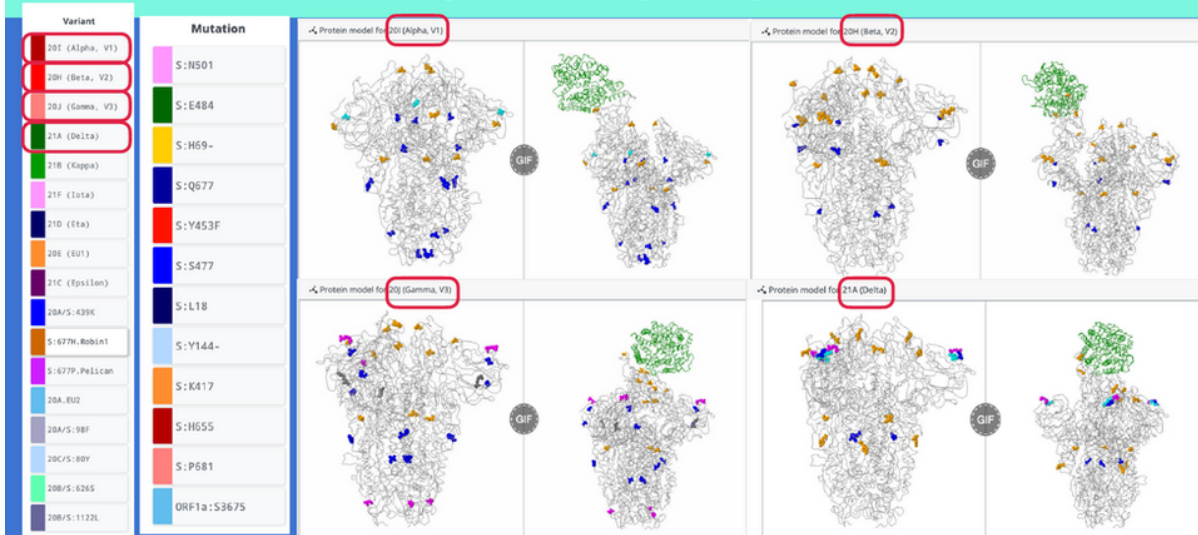 Variant
20I (Alpha, V1)
20H (Beta, V2)
20J (Gamma, V3)
21A (Delta)
21B (Kappa)
21F (Iota)
21D (Eta)
20E (EU1)
21C (Epsilon)
20A/S:439K
S:677H.Robin1
S:677P.Pelican
20A.EU2
20A/S:98F
20C/S:80Y
20B/S:626S
20B/S:1122L
Mutation
S:N501
S:E484
S:H69-
S:Q677
S:Y453F
S:S477
S:L18
S:Y144-
S:K417
S:H655
S:P681
ORF1a:S3675
Protein model for 20I (Alpha, V1)
GIF
Protein model for 20H (Beta, V2)
GIF
Protein model for 20J (Gamma, V3)
GIF
Protein model for 21A (Delta)
GIF